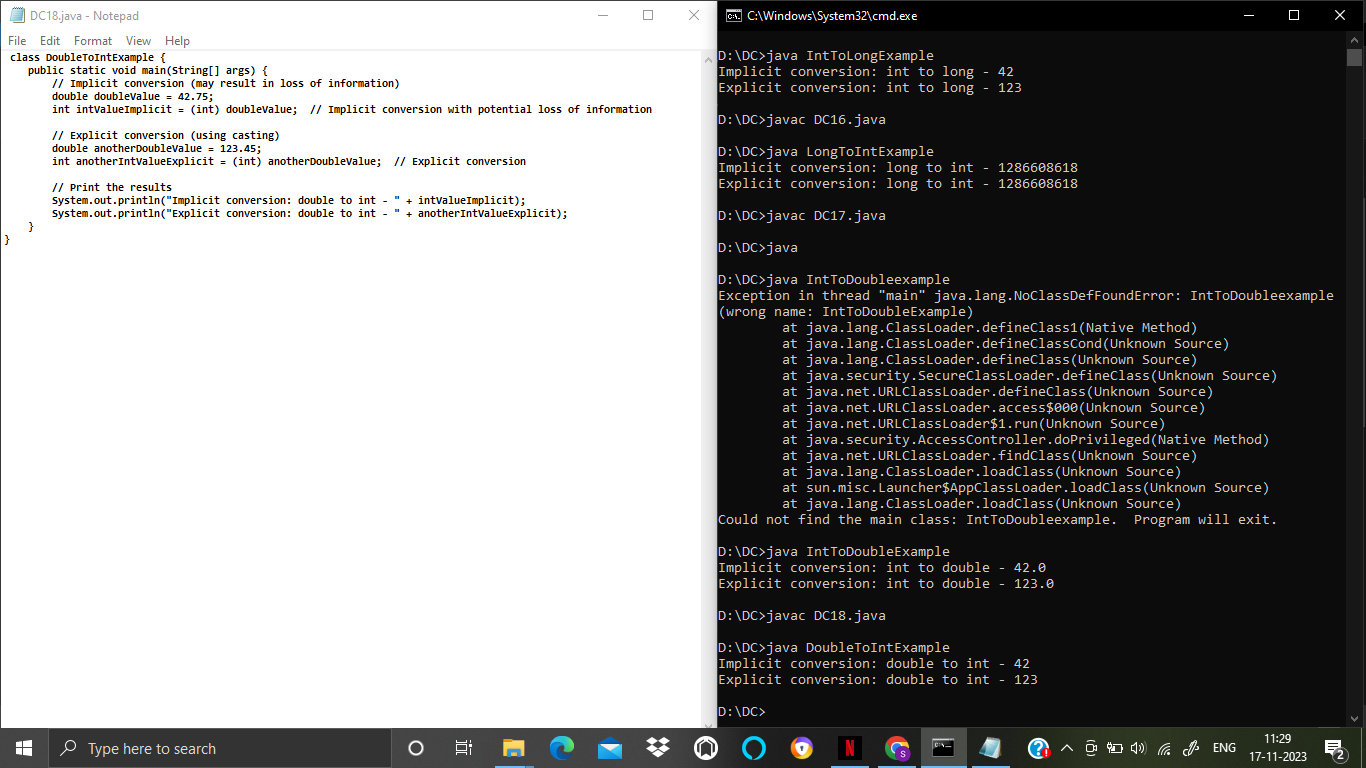 DC18.java - Notepad
File Edit Format View Help
class DoubleToIntExample {
public static void main(String[] args) {
// Implicit conversion (may result in loss of information)
double doubleValue = 42.75;
int intValueImplicit = (int) doubleValue;  // Implicit conversion with potential loss of information
// Explicit conversion (using casting)
double anotherDoubleValue = 123.45;
int anotherIntValueExplicit = (int) anotherDoubleValue;  // Explicit conversion
// Print the results
System.out.println("Implicit conversion: double to int - " + intValueImplicit);
System.out.println("Explicit conversion: double to int - " + anotherIntValueExplicit);
}
}
C:\Windows\System32\cmd.exe
D:\DC>java IntToLongExample
Implicit conversion: int to long - 42
Explicit conversion: int to long - 123
D:\DC>javac DC16.java
D:\DC>java LongToIntExample
Implicit conversion: long to int - 1286608618
Explicit conversion: long to int - 1286608618
D:\DC>javac DC17.java
D:\DC>java
D:\DC>java IntToDoubleexample
Exception in thread "main" java.lang.NoClassDefFoundError: IntToDoubleexample
(wrong name: IntToDoubleExample)
at java.lang.ClassLoader.defineClass1(Native Method)
at java.lang.ClassLoader.defineClassCond(Unknown Source)
at java.lang.ClassLoader.defineClass(Unknown Source)
at java.security.SecureClassLoader.defineClass(Unknown Source)
at java.net.URLClassLoader.defineClass(Unknown Source)
at java.net.URLClassLoader.access$000(Unknown Source)
at java.net.URLClassLoader$1.run(Unknown Source)
at java.security.AccessController.doPrivileged(Native Method)
at java.net.URLClassLoader.findClass(Unknown Source)
at java.lang.ClassLoader.loadClass(Unknown Source)
at sun.misc.Launcher$AppClassLoader.loadClass(Unknown Source)
at java.lang.ClassLoader.loadClass(Unknown Source)
Could not find the main class: IntToDoubleexample.  Program will exit.
D:\DC>java IntToDoubleExample
Implicit conversion: int to double - 42.0
Explicit conversion: int to double - 123.0
D:\DC>javac DC18.java
D:\DC>java DoubleToIntExample
Implicit conversion: double to int - 42
Explicit conversion: double to int - 123
D:\DC>
Type here to search
N
S
ENG
11:29
17-11-2023
2